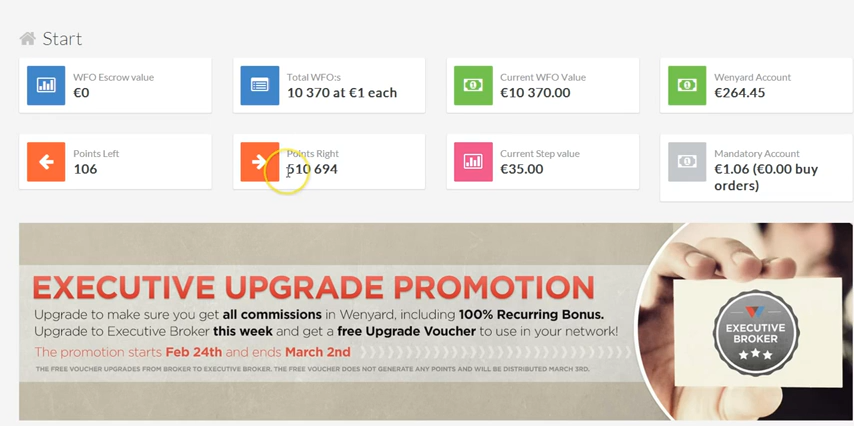 Start
WFO Escrow value
€0
Total WFO:s
10 370 at €1 each
Current WFO Value
€10 370.00
Wenyard Account
€264.45
Points Left
106
Points Right
510 694
Current Step value
€35.00
Mandatory Account
€1.06 (€0.00 buy
orders)
EXECUTIVE UPGRADE PROMOTION
Upgrade to make sure you get all commissions in Wenyard, including 100% Recurring Bonus.
Upgrade to Executive Broker this week and get a free Upgrade Voucher to use in your network!
The promotion starts Feb 24th and ends March 2nd
THE FREE VOUCHER UPGRADES FROM BROKER TO EXECUTIVE BROKER. THE FREE VOUCHER DOES NOT GENERATE ANY POINTS AND WILL BE DISTRIBUTED MARCH 3RD.
EXECUTIVE
BROKER